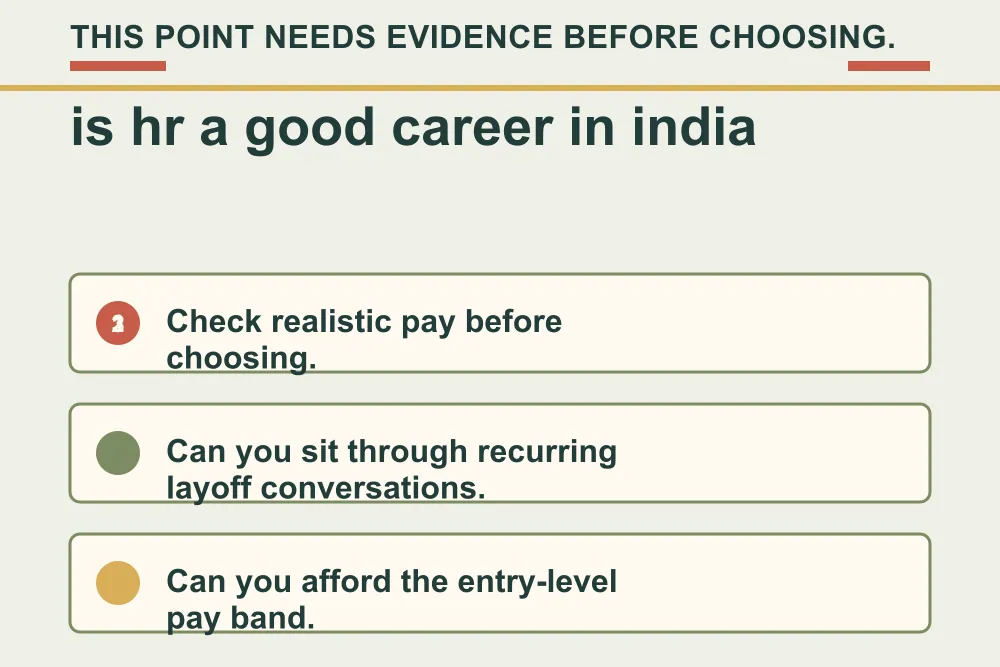 THIS POINT NEEDS EVIDENCE BEFORE CHOOSING.
is hr a good career in india
Check realistic pay before
choosing.
Can you sit through recurring
layoff conversations.
Can you afford the entry-level
pay band.